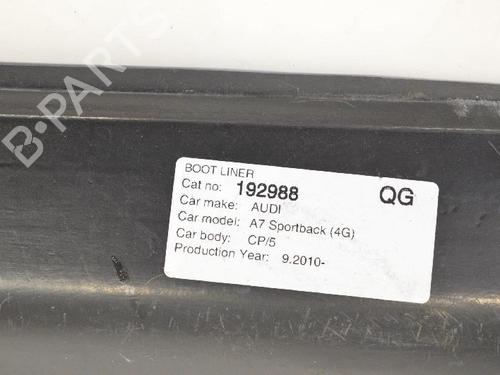 B-PARTS
BOOT LINER
Cat no: 192988 QG
Car make: AUDI
Car model: A7 Sportback (4G)
Car body: CP/5
Production Year: 9.2010-